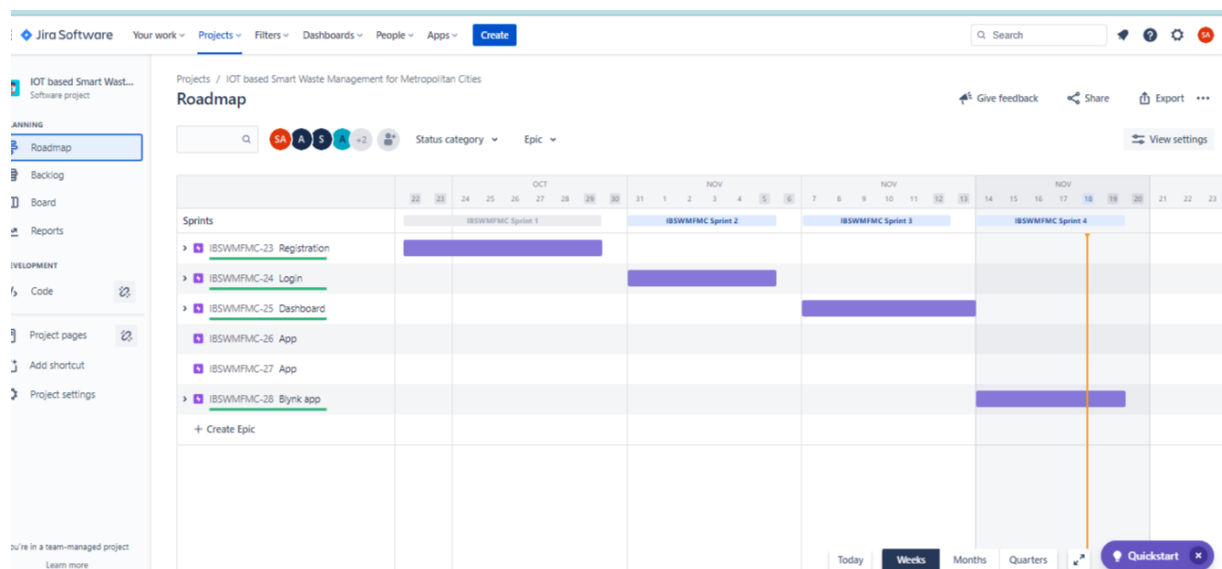 Jira Software Your work Projects Filters Dashboards People Apps Create Search SA
IOT based Smart Wast...
Software project
Projects / IOT based Smart Waste Management for Metropolitan Cities
Roadmap
Give feedback Share Export
SA A S A +2 Status category Epic View settings
Roadmap
Backlog
Board
Reports
Code
Project pages
Add shortcut
Project settings
OCT NOV NOV NOV
22 23 24 25 26 27 28 29 30 31 1 2 3 4 5 6 7 8 9 10 11 12 13 14 15 16 17 18 19 20 21 22 23
Sprints IBSWMFMC Sprint 1 IBSWMFMC Sprint 2 IBSWMFMC Sprint 3 IBSWMFMC Sprint 4
IBSWMFMC-23 Registration
IBSWMFMC-24 Login
IBSWMFMC-25 Dashboard
IBSWMFMC-26 App
IBSWMFMC-27 App
IBSWMFMC-28 Blynk app
+ Create Epic
in a team-managed project
Learn more
Today Weeks Months Quarters Quickstart